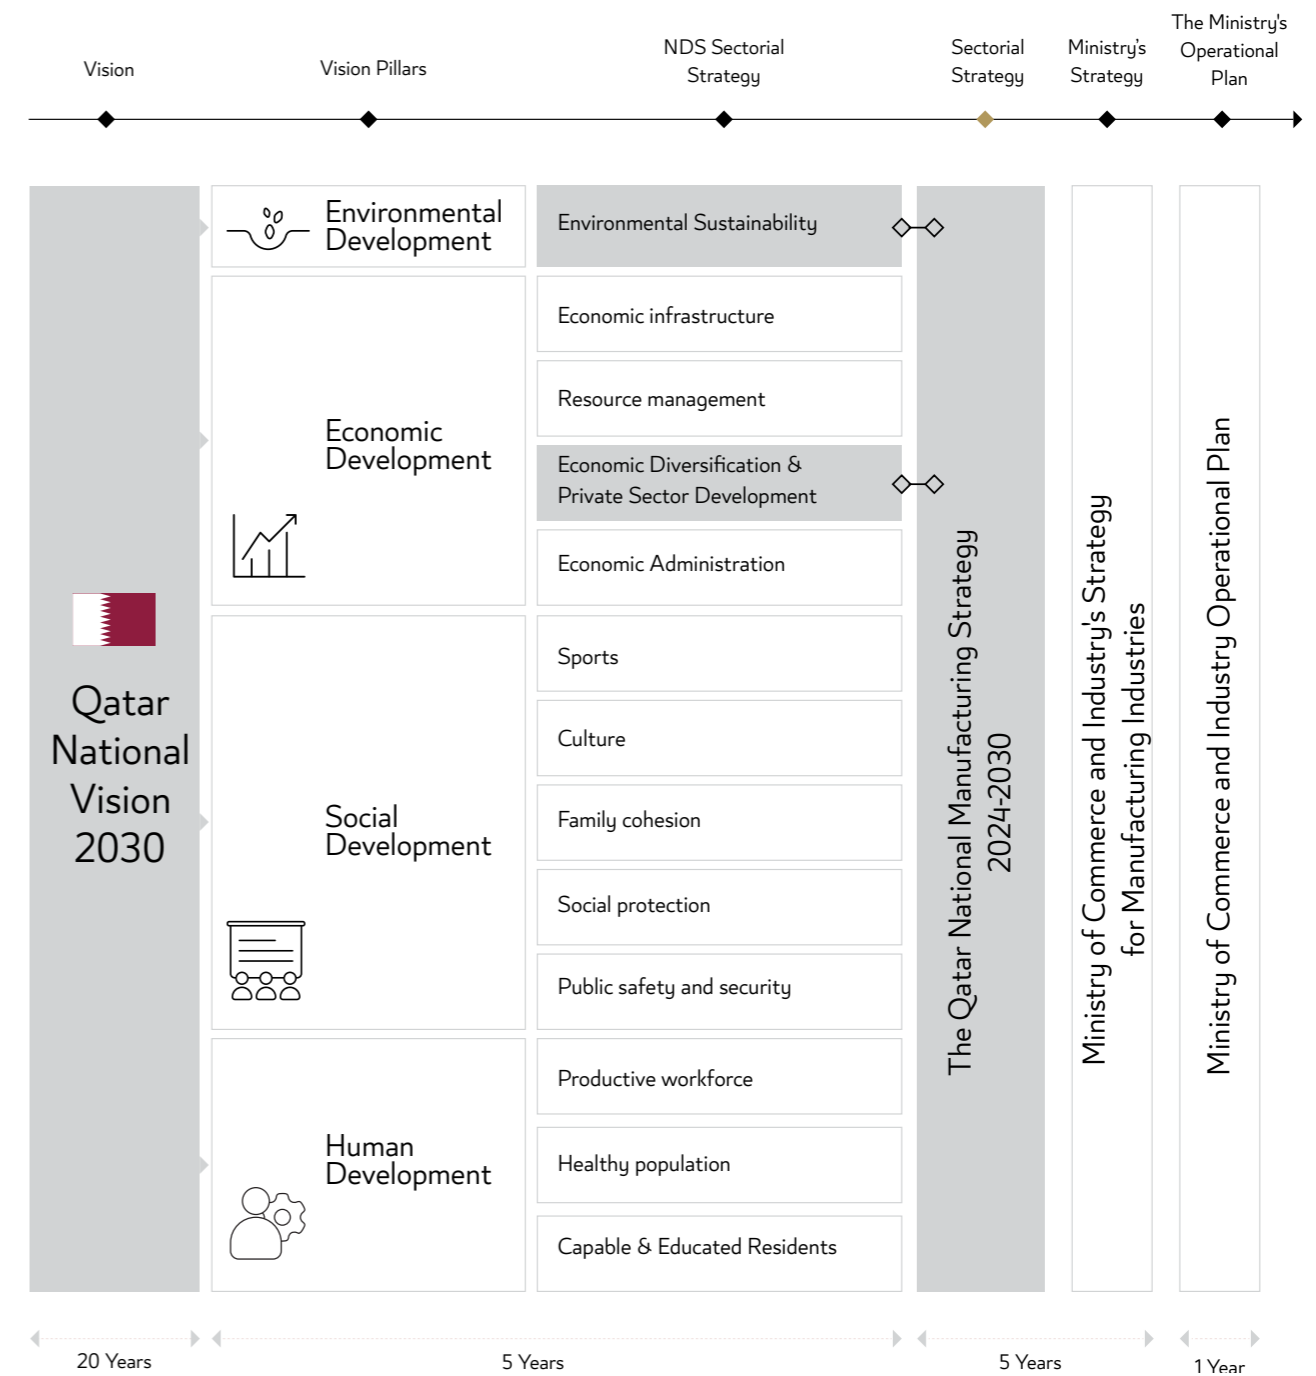 Vision
Vision Pillars
NDS Sectorial
Strategy
Sectorial
Strategy
Ministry's
Strategy
The Ministry's
Operational
Plan
Qatar
National
Vision
2030
Environmental
Development
Environmental Sustainability
Economic
Development
Economic infrastructure
Resource management
Economic Diversification &
Private Sector Development
Economic Administration
Social
Development
Sports
Culture
Family cohesion
Social protection
Public safety and security
Human
Development
Productive workforce
Healthy population
Capable & Educated Residents
The Qatar National Manufacturing Strategy
2024-2030
Ministry of Commerce and Industry's Strategy
for Manufacturing Industries
Ministry of Commerce and Industry Operational Plan
20 Years
5 Years
5 Years
1 Year